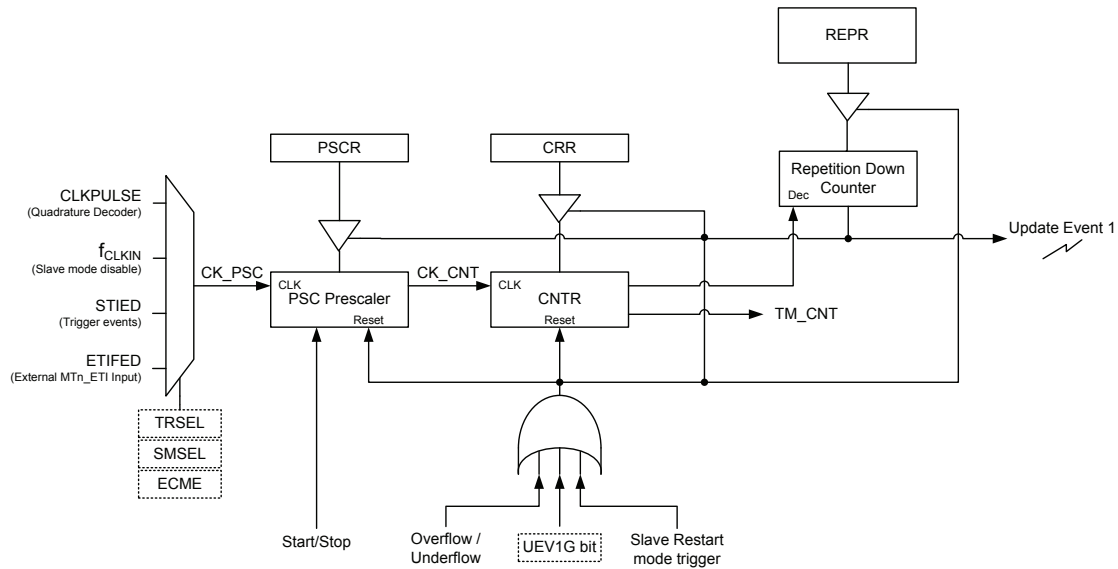 REPR
PSCR
CRR
Repetition Down
Counter
Dec
CLKPULSE
(Quadrature Decoder)
fCLKIN
(Slave mode disable)
STIED
(Trigger events)
ETIFED
(External MTn_ETI Input)
CK_PSC
CLK
PSC Prescaler
Reset
CK_CNT
CLK
CNTR
Reset
Update Event 1
TM_CNT
TRSEL
SMSEL
ECME
Start/Stop
Overflow /
Underflow
UEV1G bit
Slave Restart
mode trigger